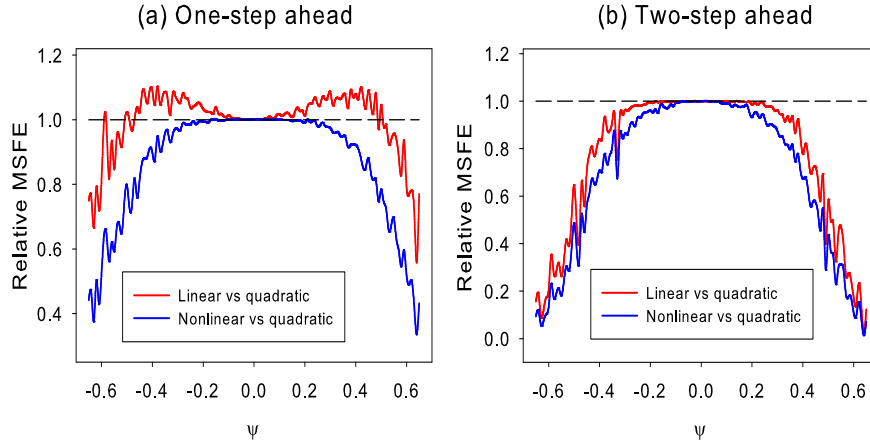 (a) One-step ahead
Relative MSFE
1.2
1.0
0.8
0.6
0.4
Linear vs quadratic
Nonlinear vs quadratic
-0.6 -0.4 -0.2 0.0 0.2 0.4 0.6
ψ
(b) Two-step ahead
Relative MSFE
1.2
1.0
0.8
0.6
0.4
0.2
0.0
Linear vs quadratic
Nonlinear vs quadratic
-0.6 -0.4 -0.2 0.0 0.2 0.4 0.6
ψ